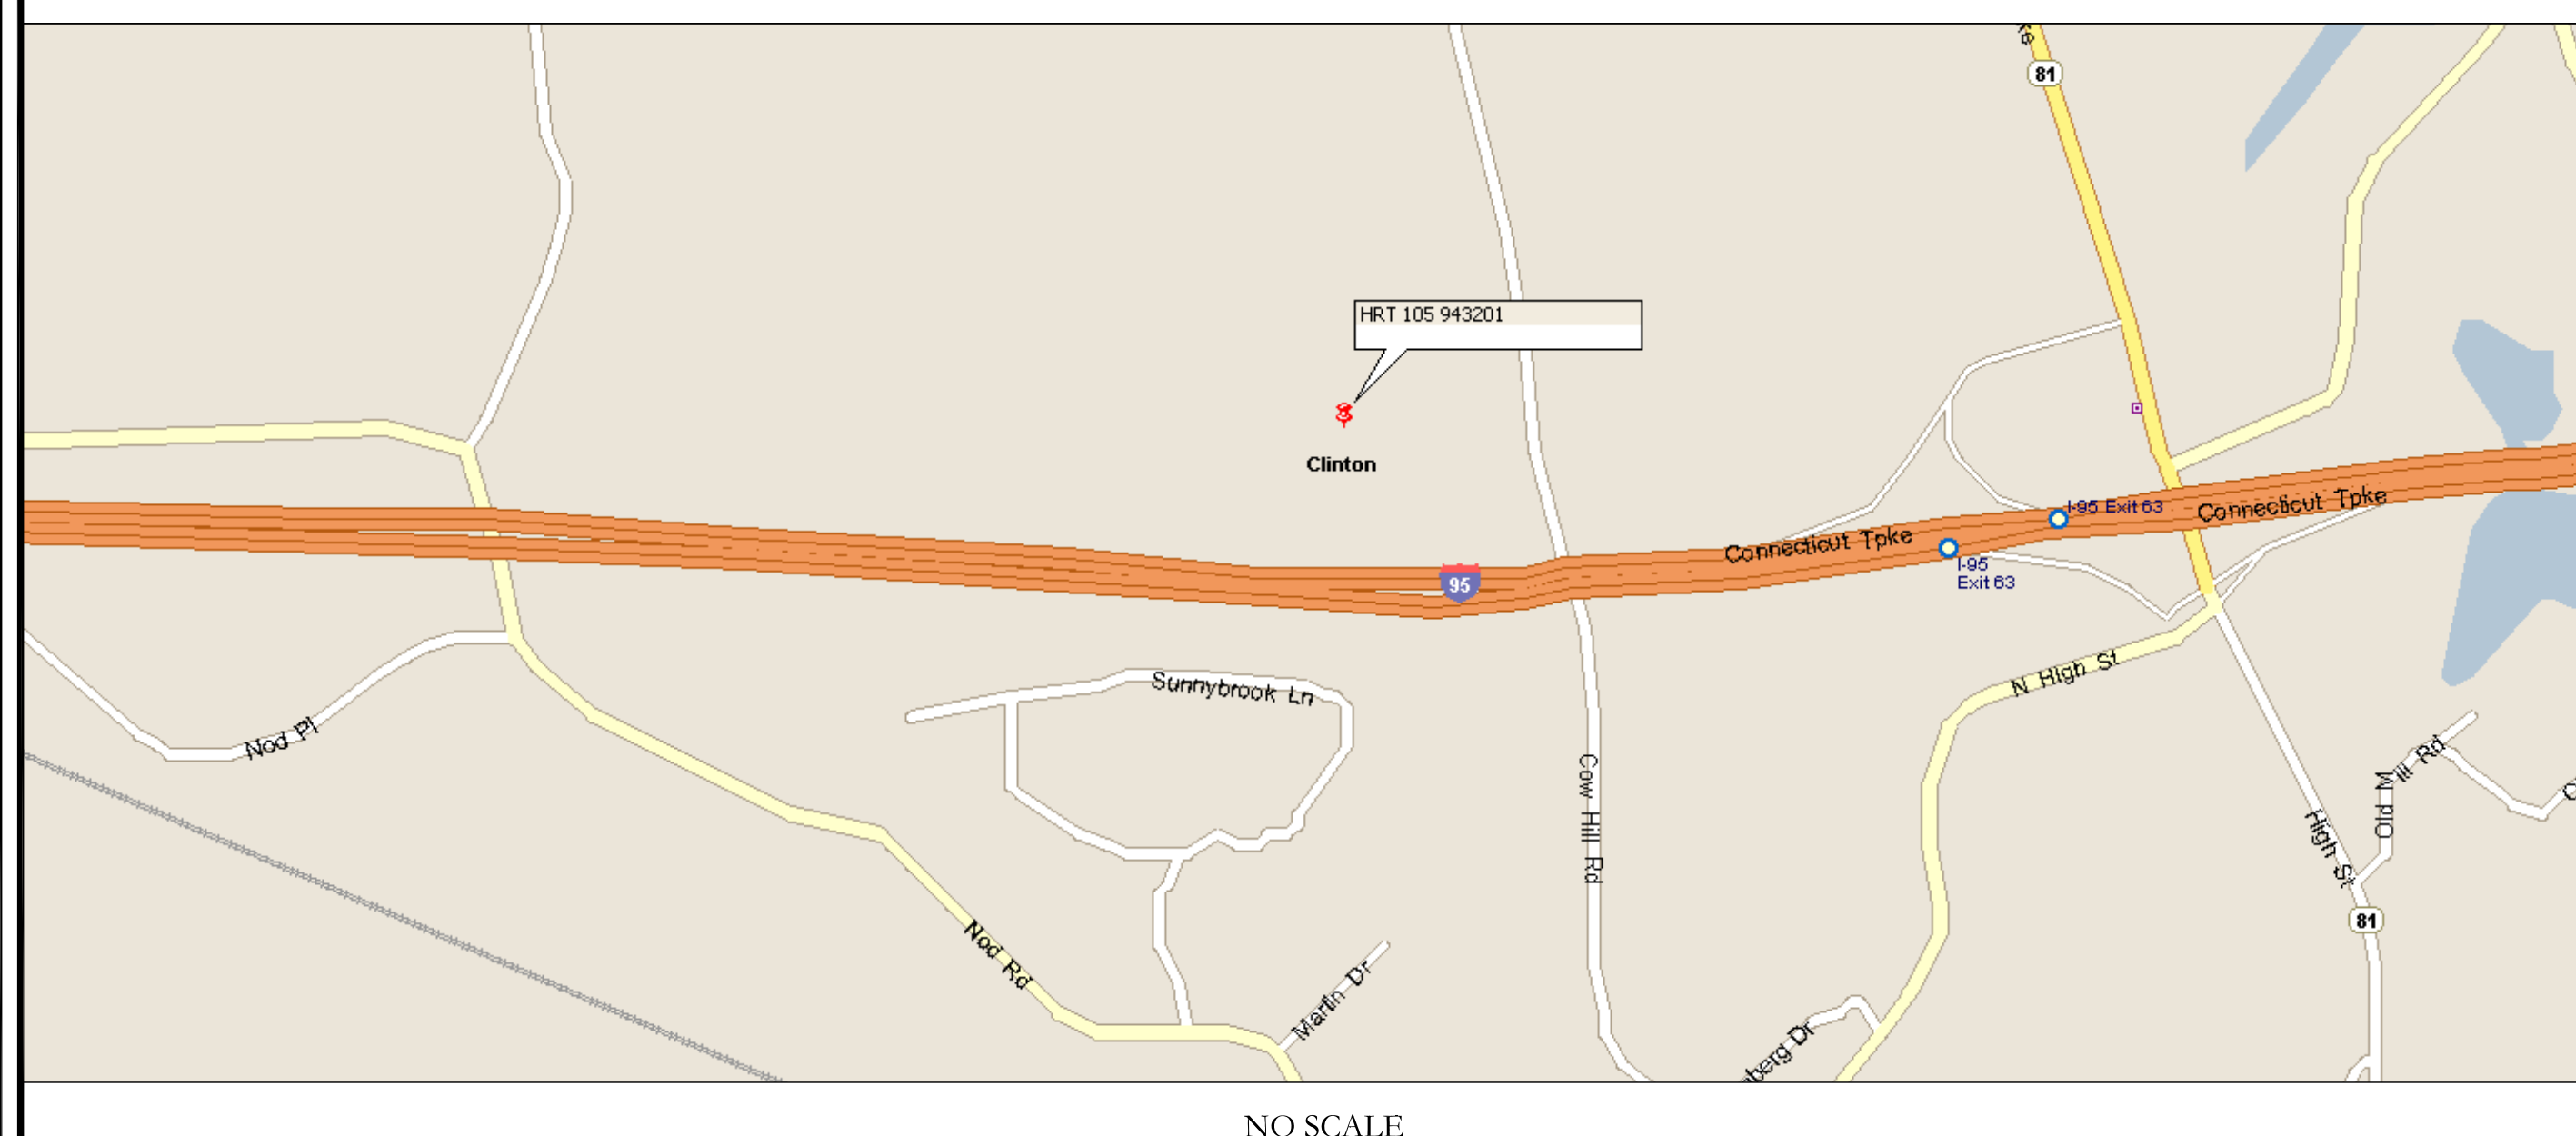 81
HRT 105 943201
Clinton
I-95 Exit 63
Connecticut Tpke
Connecticut Tpke
I-95
Exit 63
95
N High St
Sunnybrook Ln
Nod Pl
Cow Hill Rd
Old Mill Rd
High St
81
Nod Rd
Martin Dr
NO SCALE